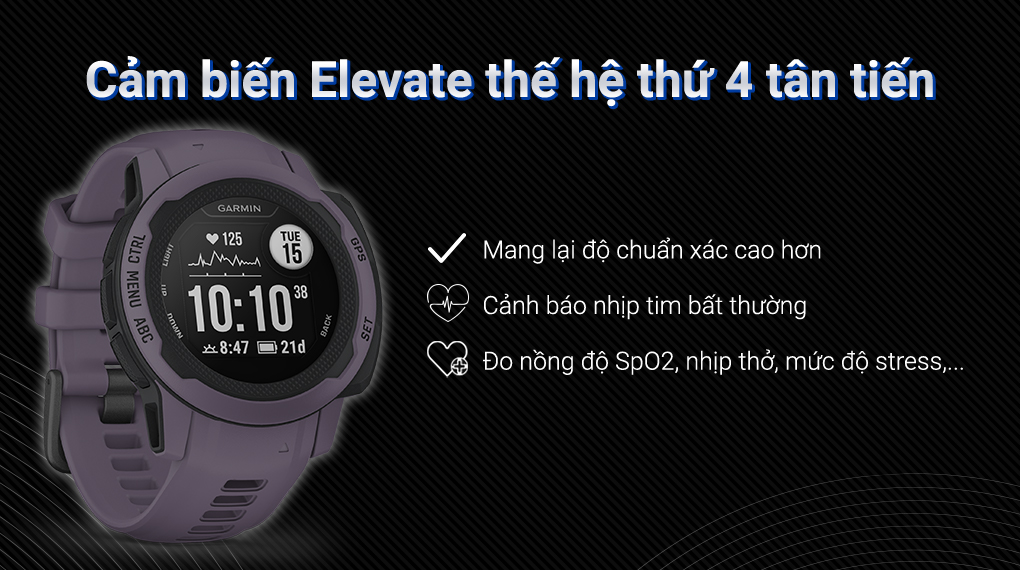 Cảm biến Elevate thế hệ thứ 4 tân tiến
GARMIN
125
TUE
15
10:10 38
8:47 21d
LIGHT
CTRL
UP
MENU
DOWN
ABC
GPS
BACK
SET
Mang lại độ chuẩn xác cao hơn
Cảnh báo nhịp tim bất thường
Đo nồng độ SpO2, nhịp thở, mức độ stress,...